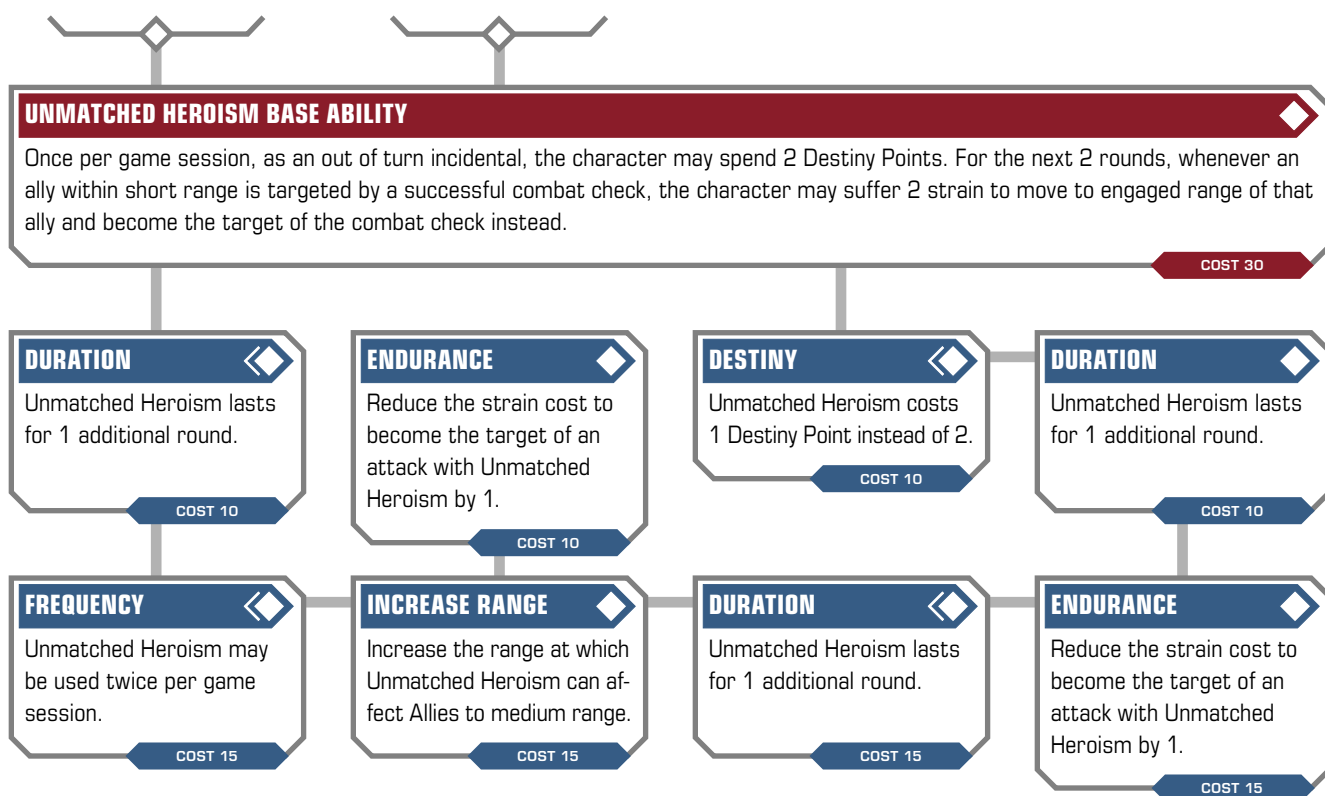 UNMATCHED HEROISM BASE ABILITY
Once per game session, as an out of turn incidental, the character may spend 2 Destiny Points. For the next 2 rounds, whenever an
ally within short range is targeted by a successful combat check, the character may suffer 2 strain to move to engaged range of that
ally and become the target of the combat check instead.
COST 30
DURATION
Unmatched Heroism lasts
for 1 additional round.
COST 10
ENDURANCE
Reduce the strain cost to
become the target of an
attack with Unmatched
Heroism by 1.
COST 10
DESTINY
Unmatched Heroism costs
1 Destiny Point instead of 2.
COST 10
DURATION
Unmatched Heroism lasts
for 1 additional round.
COST 10
FREQUENCY
Unmatched Heroism may
be used twice per game
session.
COST 15
INCREASE RANGE
Increase the range at which
Unmatched Heroism can af-
fect Allies to medium range.
COST 15
DURATION
Unmatched Heroism lasts
for 1 additional round.
COST 15
ENDURANCE
Reduce the strain cost to
become the target of an
attack with Unmatched
Heroism by 1.
COST 15